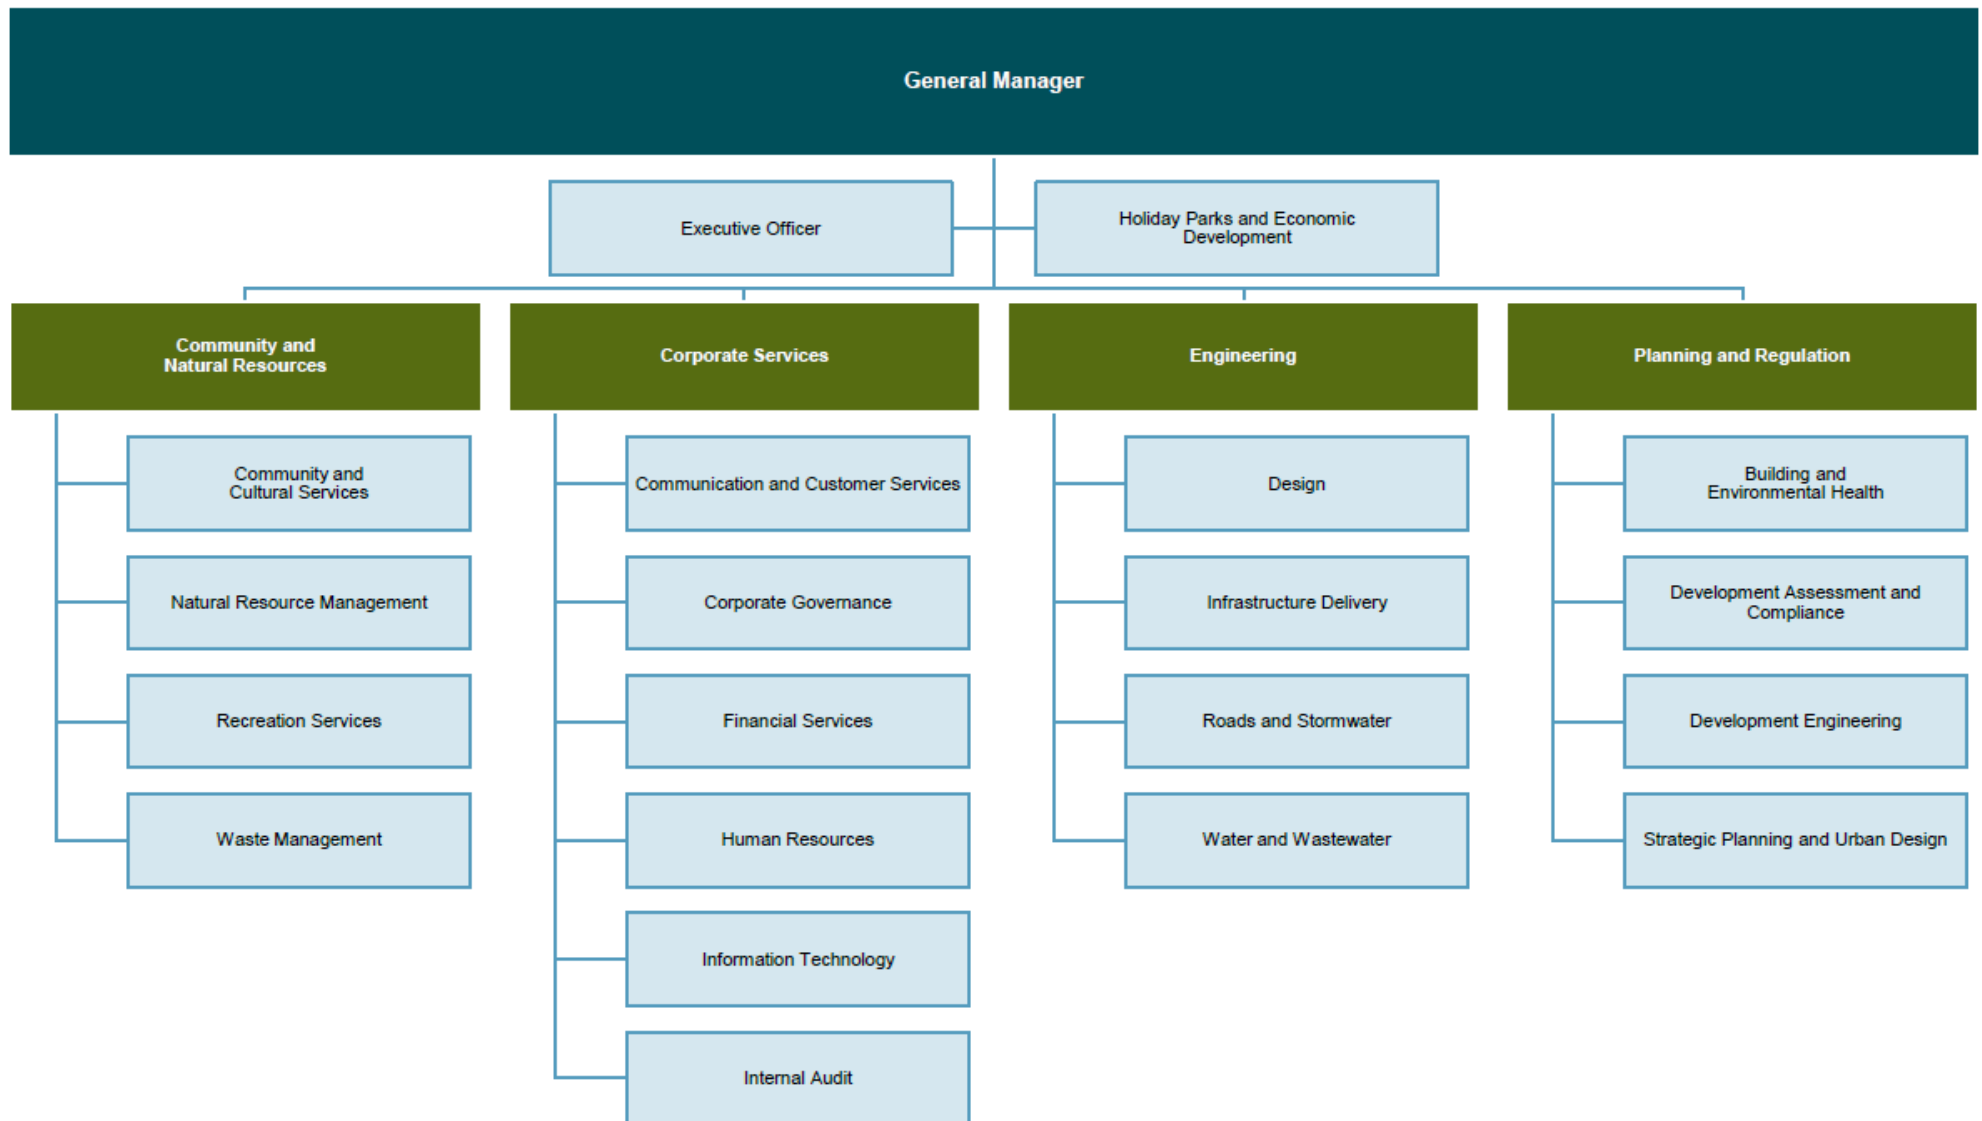 General Manager
Executive Officer
Holiday Parks and Economic
Development
Community and
Natural Resources
Corporate Services
Engineering
Planning and Regulation
Community and
Cultural Services
Natural Resource Management
Recreation Services
Waste Management
Communication and Customer Services
Corporate Governance
Financial Services
Human Resources
Information Technology
Internal Audit
Design
Infrastructure Delivery
Roads and Stormwater
Water and Wastewater
Building and
Environmental Health
Development Assessment and
Compliance
Development Engineering
Strategic Planning and Urban Design